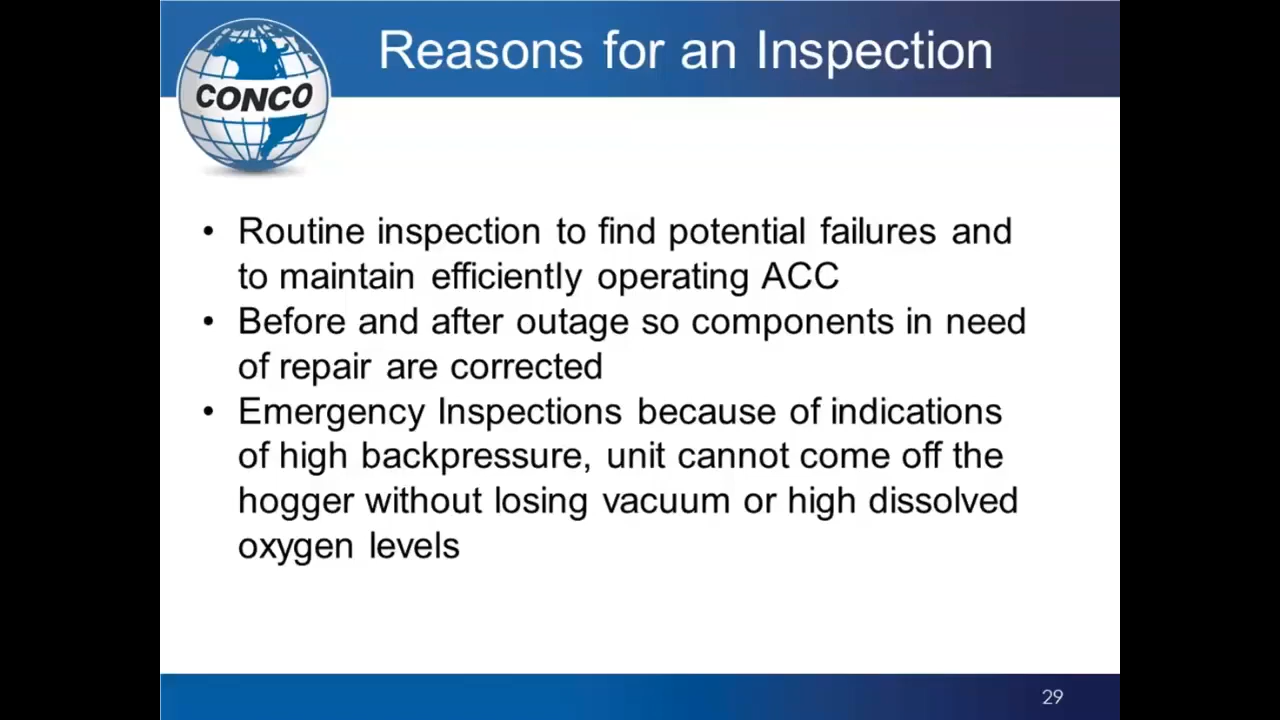 Reasons for an Inspection
CONCO
• Routine inspection to find potential failures and
to maintain efficiently operating ACC
• Before and after outage so components in need
of repair are corrected
• Emergency Inspections because of indications
of high backpressure, unit cannot come off the
hogger without losing vacuum or high dissolved
oxygen levels
29